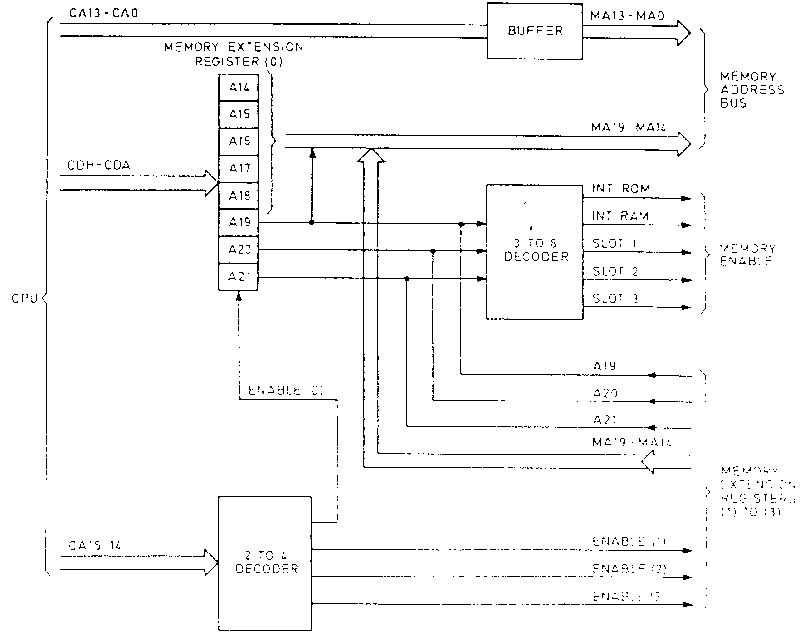 CA13-CA0
BUFFER
MA13-MA0
MEMORY EXTENSION
REGISTER (0)
MEMORY
ADDRESS
BUS
A14
A15
A16
A17
A18
A19
A20
A21
MA19-MA14
CDH-CDA
INT ROM
INT RAM
SLOT 1
SLOT 2
SLOT 3
3 TO 8
DECODER
MEMORY
ENABLE
CPU
ENABLE (0)
A19
A20
A21
MA19-MA14
MEMORY
EXTENSION
REGISTERS
(1) TO (3)
CA15-14
2 TO 4
DECODER
ENABLE (1)
ENABLE (2)
ENABLE